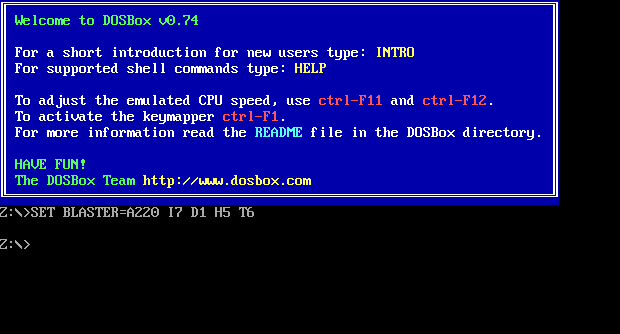 Welcome to DOSBox v0.74
For a short introduction for new users type: INTRO
For supported shell commands type: HELP
To adjust the emulated CPU speed, use ctrl-F11 and ctrl-F12.
To activate the keymapper ctrl-F1.
For more information read the README file in the DOSBox directory.
HAVE FUN!
The DOSBox Team http://www.dosbox.com
Z:\>SET BLASTER=A220 I7 D1 H5 T6
Z:\>